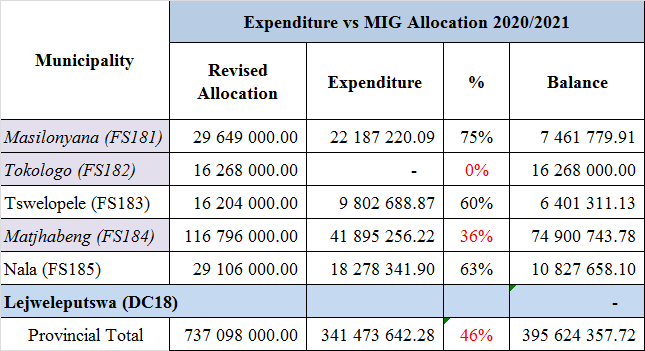 Municipality
Expenditure vs MIG Allocation 2020/2021
Revised Allocation Expenditure % Balance
Masilonyana (FS181) 29 649 000.00 22 187 220.09 75% 7 461 779.91
Tokologo (FS182) 16 268 000.00 - 0% 16 268 000.00
Tswelopele (FS183) 16 204 000.00 9 802 688.87 60% 6 401 311.13
Matjhabeng (FS184) 116 796 000.00 41 895 256.22 36% 74 900 743.78
Nala (FS185) 29 106 000.00 18 278 341.90 63% 10 827 658.10
Lejweleputswa (DC18) -
Provincial Total 737 098 000.00 341 473 642.28 46% 395 624 357.72